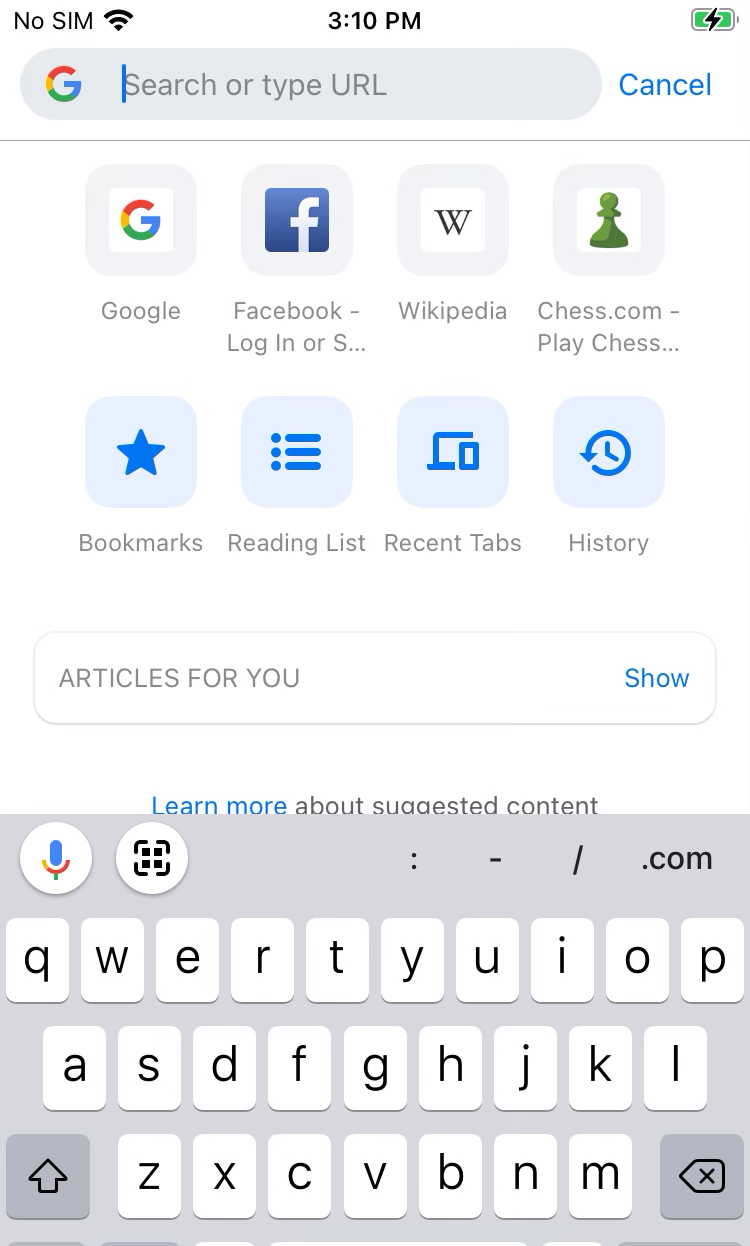 No SIM 3:10 PM
Search or type URL Cancel
Google Facebook - Wikipedia Chess.com -
Log In or S... Play Chess...
Bookmarks Reading List Recent Tabs History
ARTICLES FOR YOU Show
Learn more about suggested content
: - / .com
q w e r t y u i o p
a s d f g h j k l
z x c v b n m